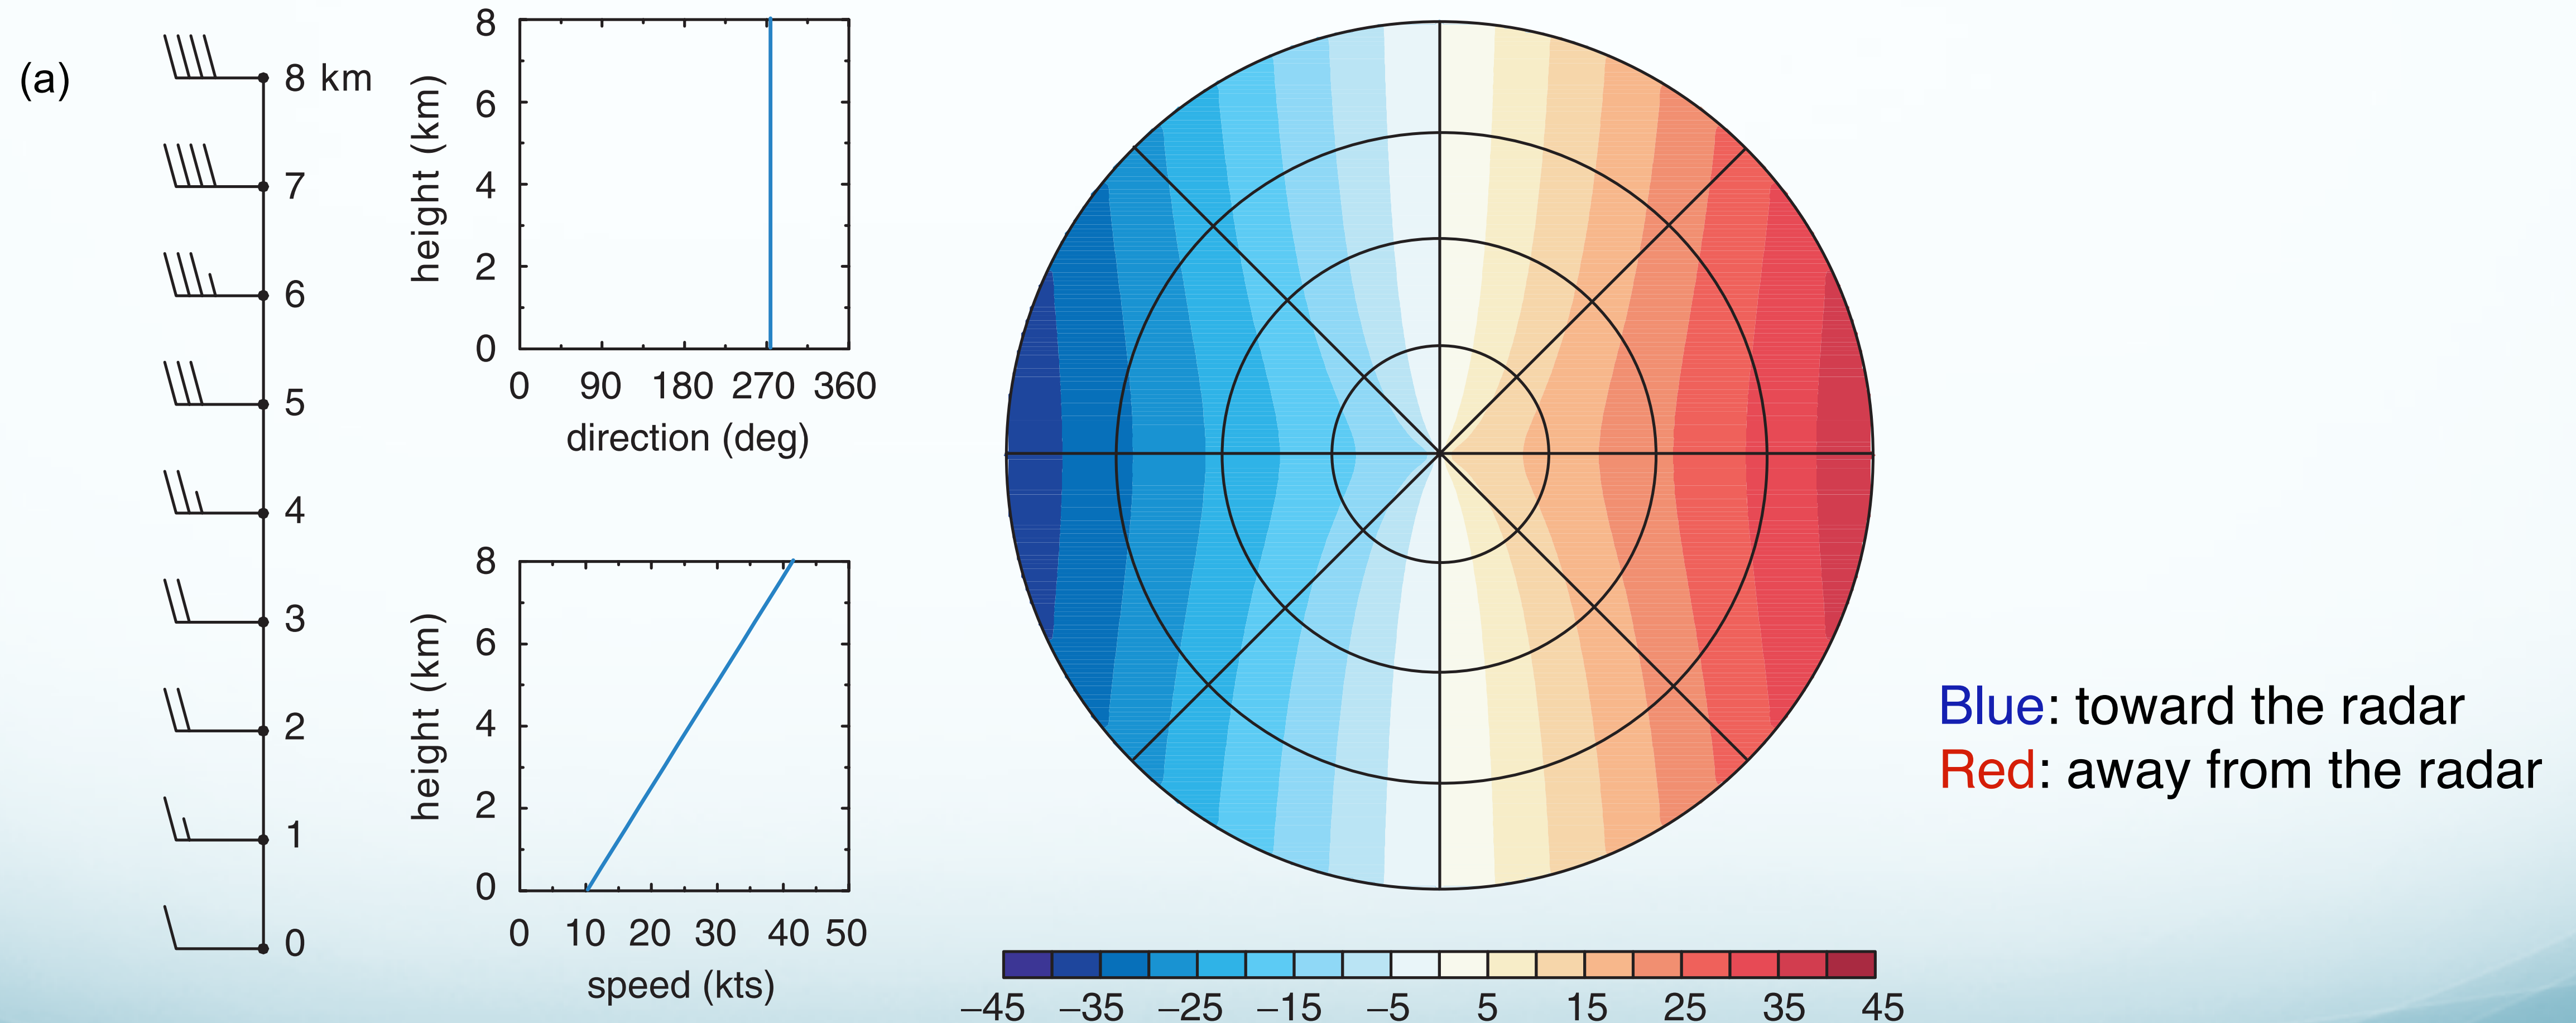 (a)
8 km
7
6
5
4
3
2
1
0
height (km)
8
6
4
2
0
0 90 180 270 360
direction (deg)
height (km)
8
6
4
2
0
0 10 20 30 40 50
speed (kts)
–45 –35 –25 –15 –5 5 15 25 35 45
Blue: toward the radar
Red: away from the radar